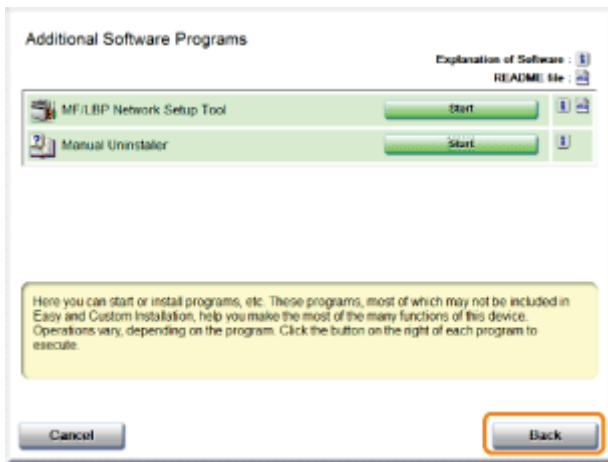 Additional Software Programs
Explanation of Software :
README file :
MF/LBP Network Setup Tool
Start
Manual Uninstaller
Start
Here you can start or install programs, etc. These programs, most of which may not be included in
Easy and Custom Installation, help you make the most of the many functions of this device.
Operations vary, depending on the program. Click the button on the right of each program to
execute.
Cancel
Back